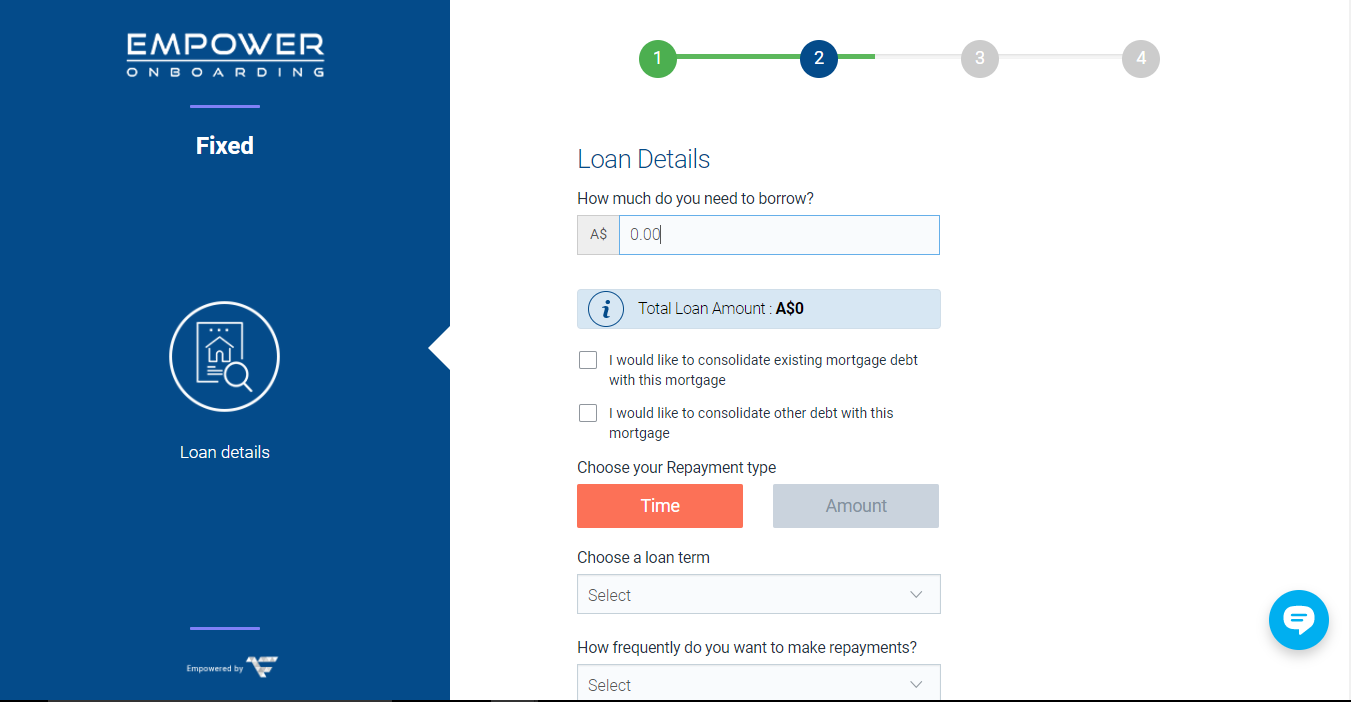 EMPOWER
ONBOARDING
Fixed
Loan details
Empowered by
1
2
3
4
Loan Details
How much do you need to borrow?
A$ 0.00
i Total Loan Amount : A$0
I would like to consolidate existing mortgage debt
with this mortgage
I would like to consolidate other debt with this
mortgage
Choose your Repayment type
Time
Amount
Choose a loan term
Select
How frequently do you want to make repayments?
Select